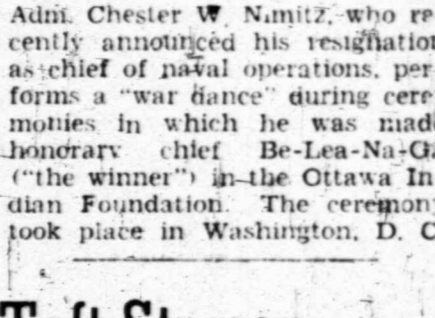 Adm. Chester W. Nimitz, who re
cently announced his resignation
as chief of naval operations, per
forms a "war dance" during cere
monies in which he was made
honorary chief Be-Lea-Na-Ga
("the winner") in the Ottawa In
dian Foundation. The ceremony
took place in Washington, D. C
Taft